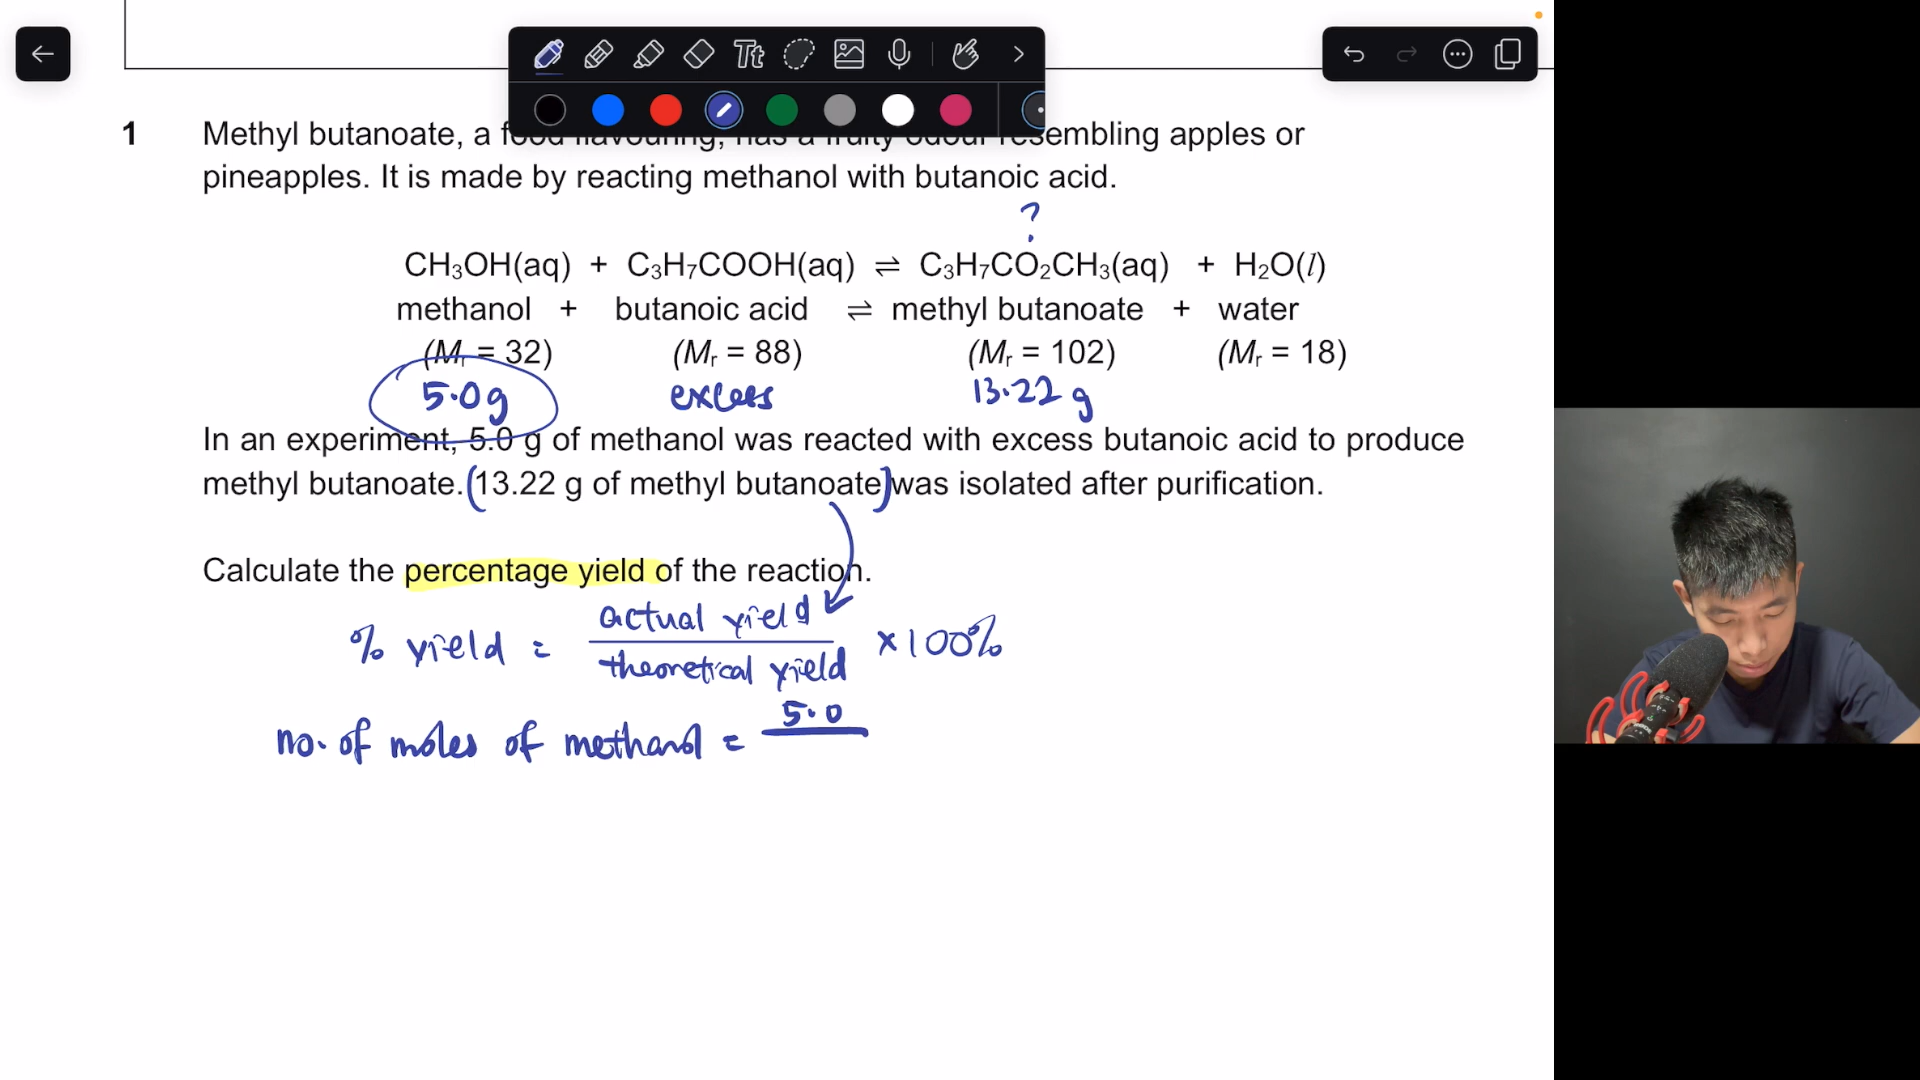 Tt
1 Methyl butanoate, a food flavouring, has a fruity odour resembling apples or
pineapples. It is made by reacting methanol with butanoic acid.
?
CH₃OH(aq) + C₃H₇COOH(aq) ⇌ C₃H₇CO₂CH₃(aq) + H₂O(l)
methanol + butanoic acid ⇌ methyl butanoate + water
(Mᵣ = 32) (Mᵣ = 88) (Mᵣ = 102) (Mᵣ = 18)
5.0g excess 13.22 g
In an experiment, 5.0 g of methanol was reacted with excess butanoic acid to produce
methyl butanoate. (13.22 g of methyl butanoate) was isolated after purification.
Calculate the percentage yield of the reaction.
% yield = actual yield / theoretical yield × 100%
no. of moles of methanol = 5.0